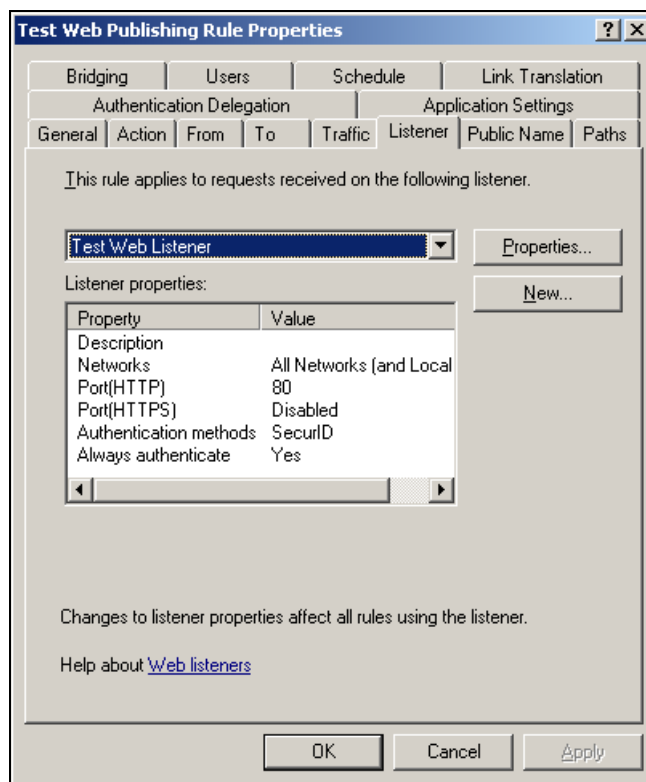 Test Web Publishing Rule Properties
Bridging Users Schedule Link Translation
Authentication Delegation Application Settings
General Action From To Traffic Listener Public Name Paths
This rule applies to requests received on the following listener.
Test Web Listener Properties...
Listener properties: New...
Property Value
Description
Networks All Networks (and Local
Port(HTTP) 80
Port(HTTPS) Disabled
Authentication methods SecurID
Always authenticate Yes
Changes to listener properties affect all rules using the listener.
Help about Web listeners
OK Cancel Apply